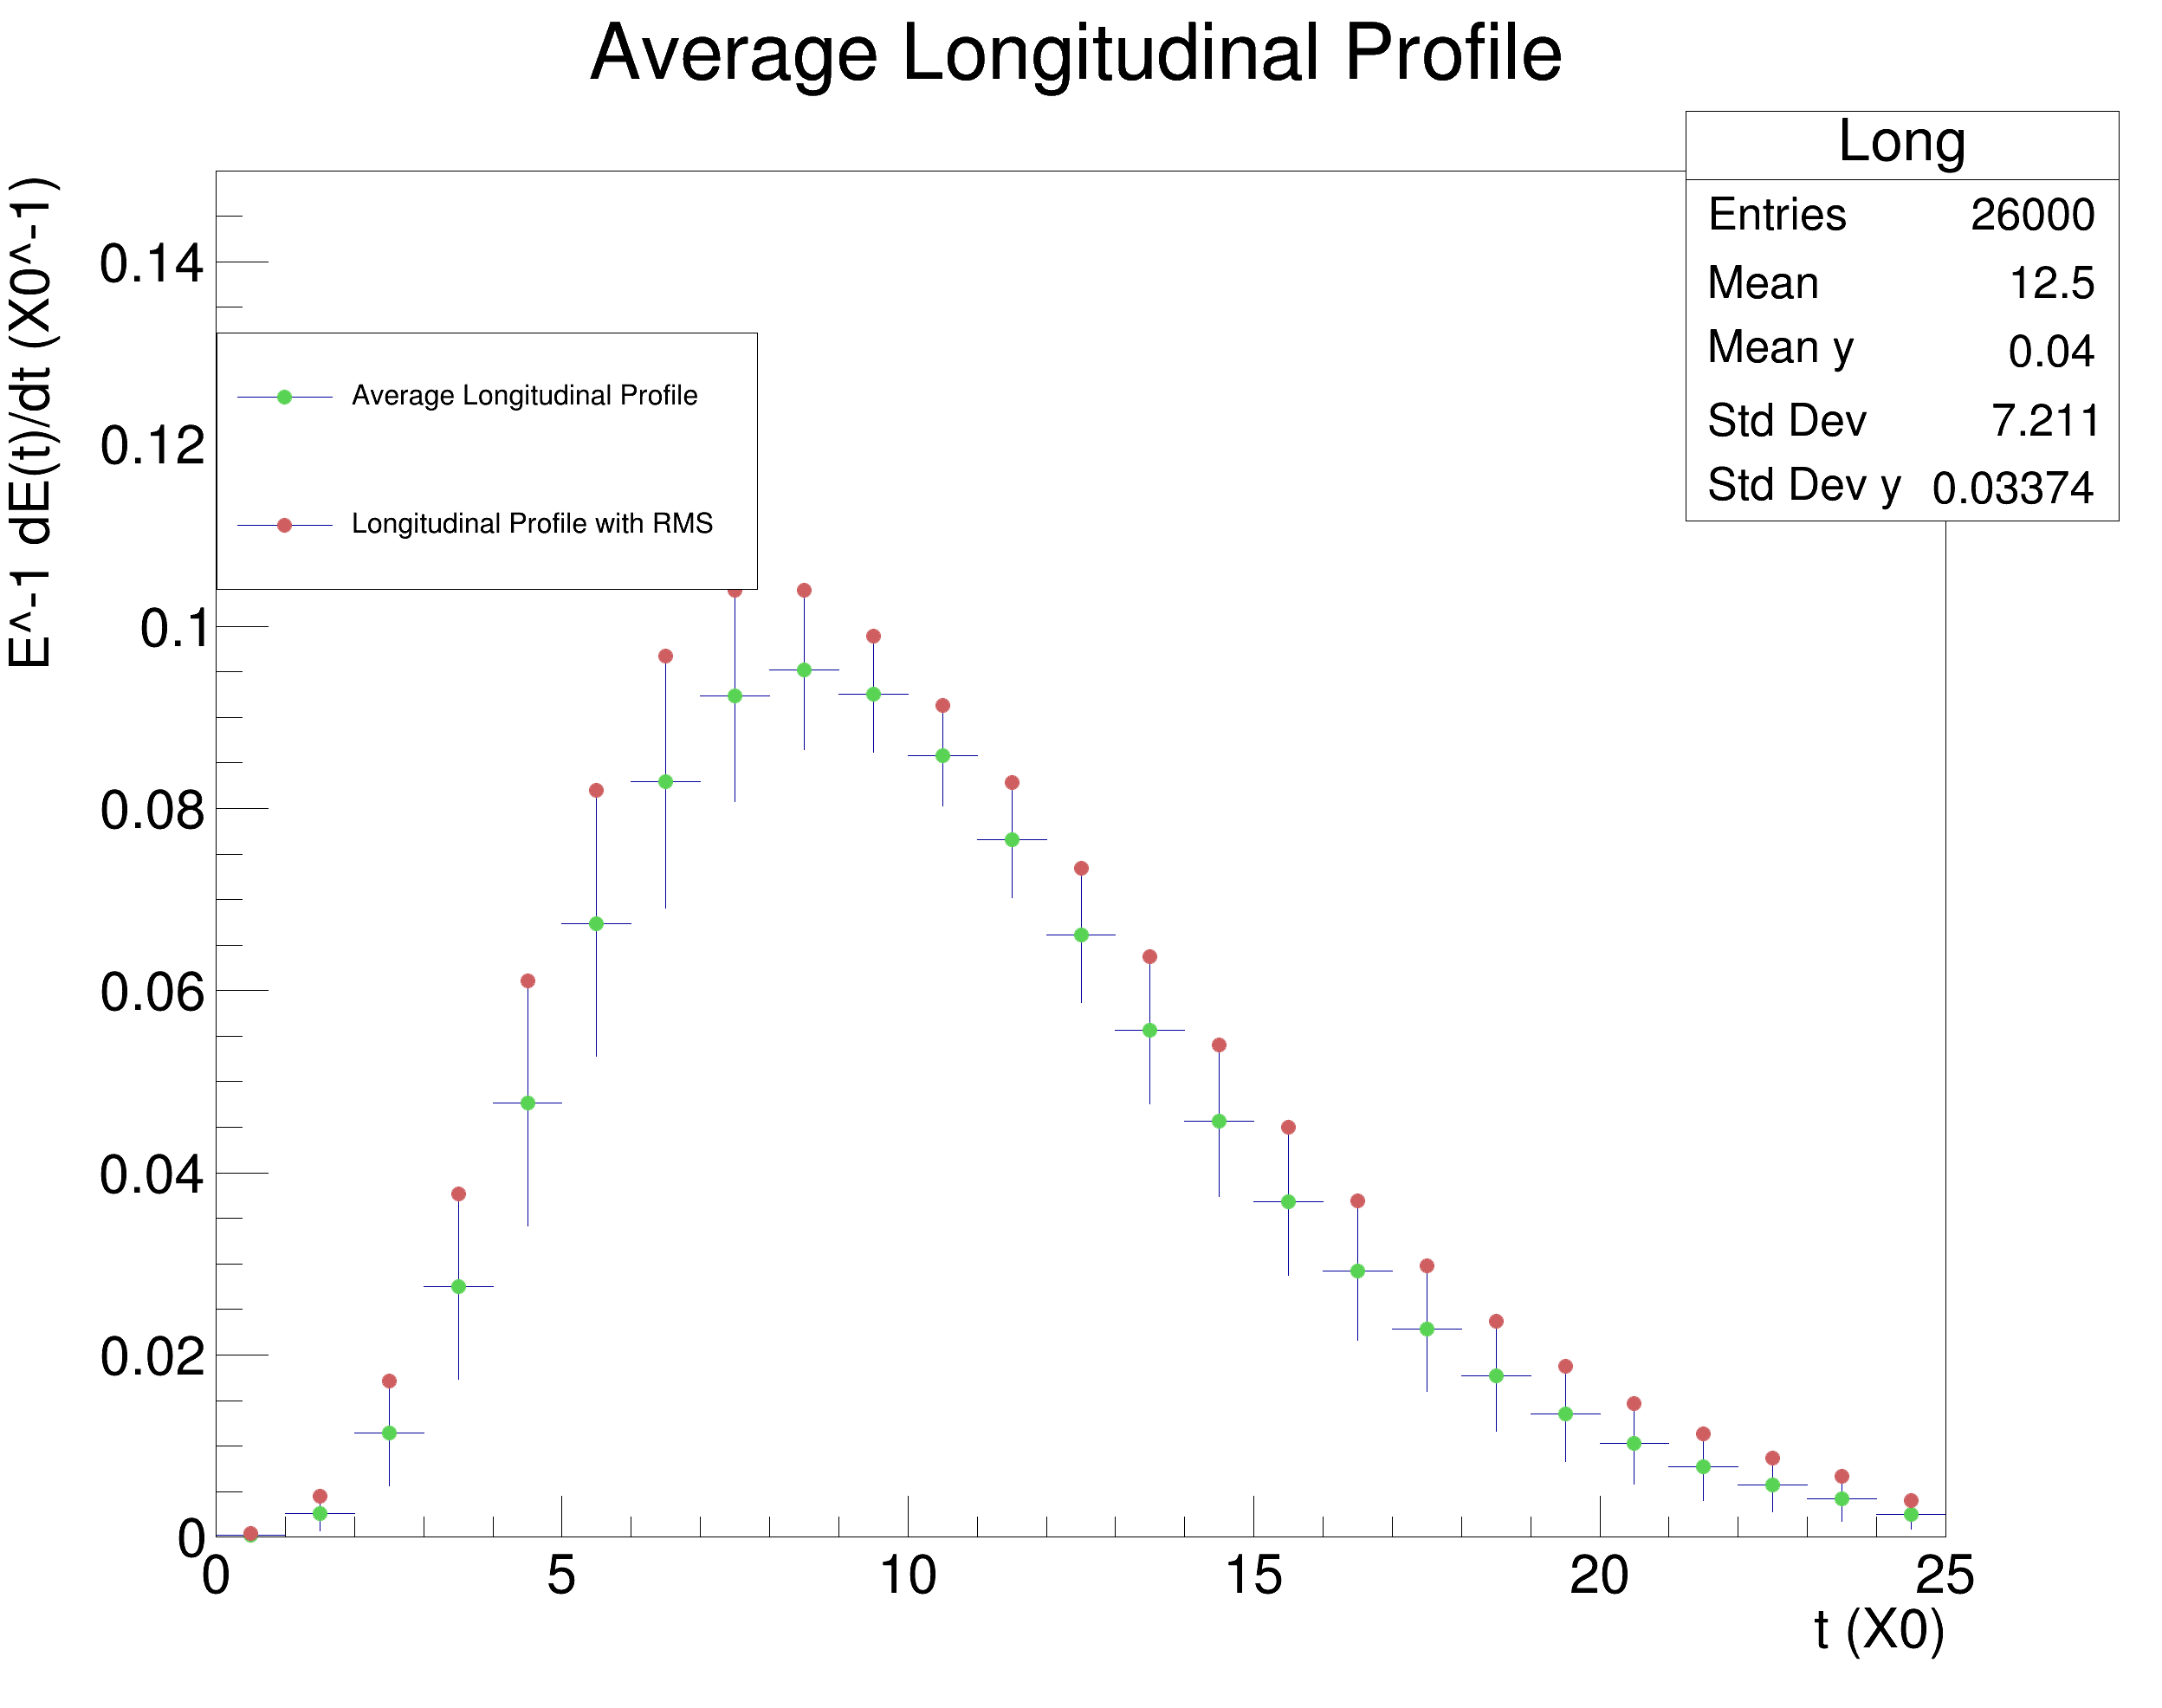 Average Longitudinal Profile
Long
Entries 26000
Mean 12.5
Mean y 0.04
Std Dev 7.211
Std Dev y 0.03374
E^-1 dE(t)/dt (X0^-1)
0.14
0.12
0.1
0.08
0.06
0.04
0.02
0
Average Longitudinal Profile
Longitudinal Profile with RMS
0 5 10 15 20 25
t (X0)